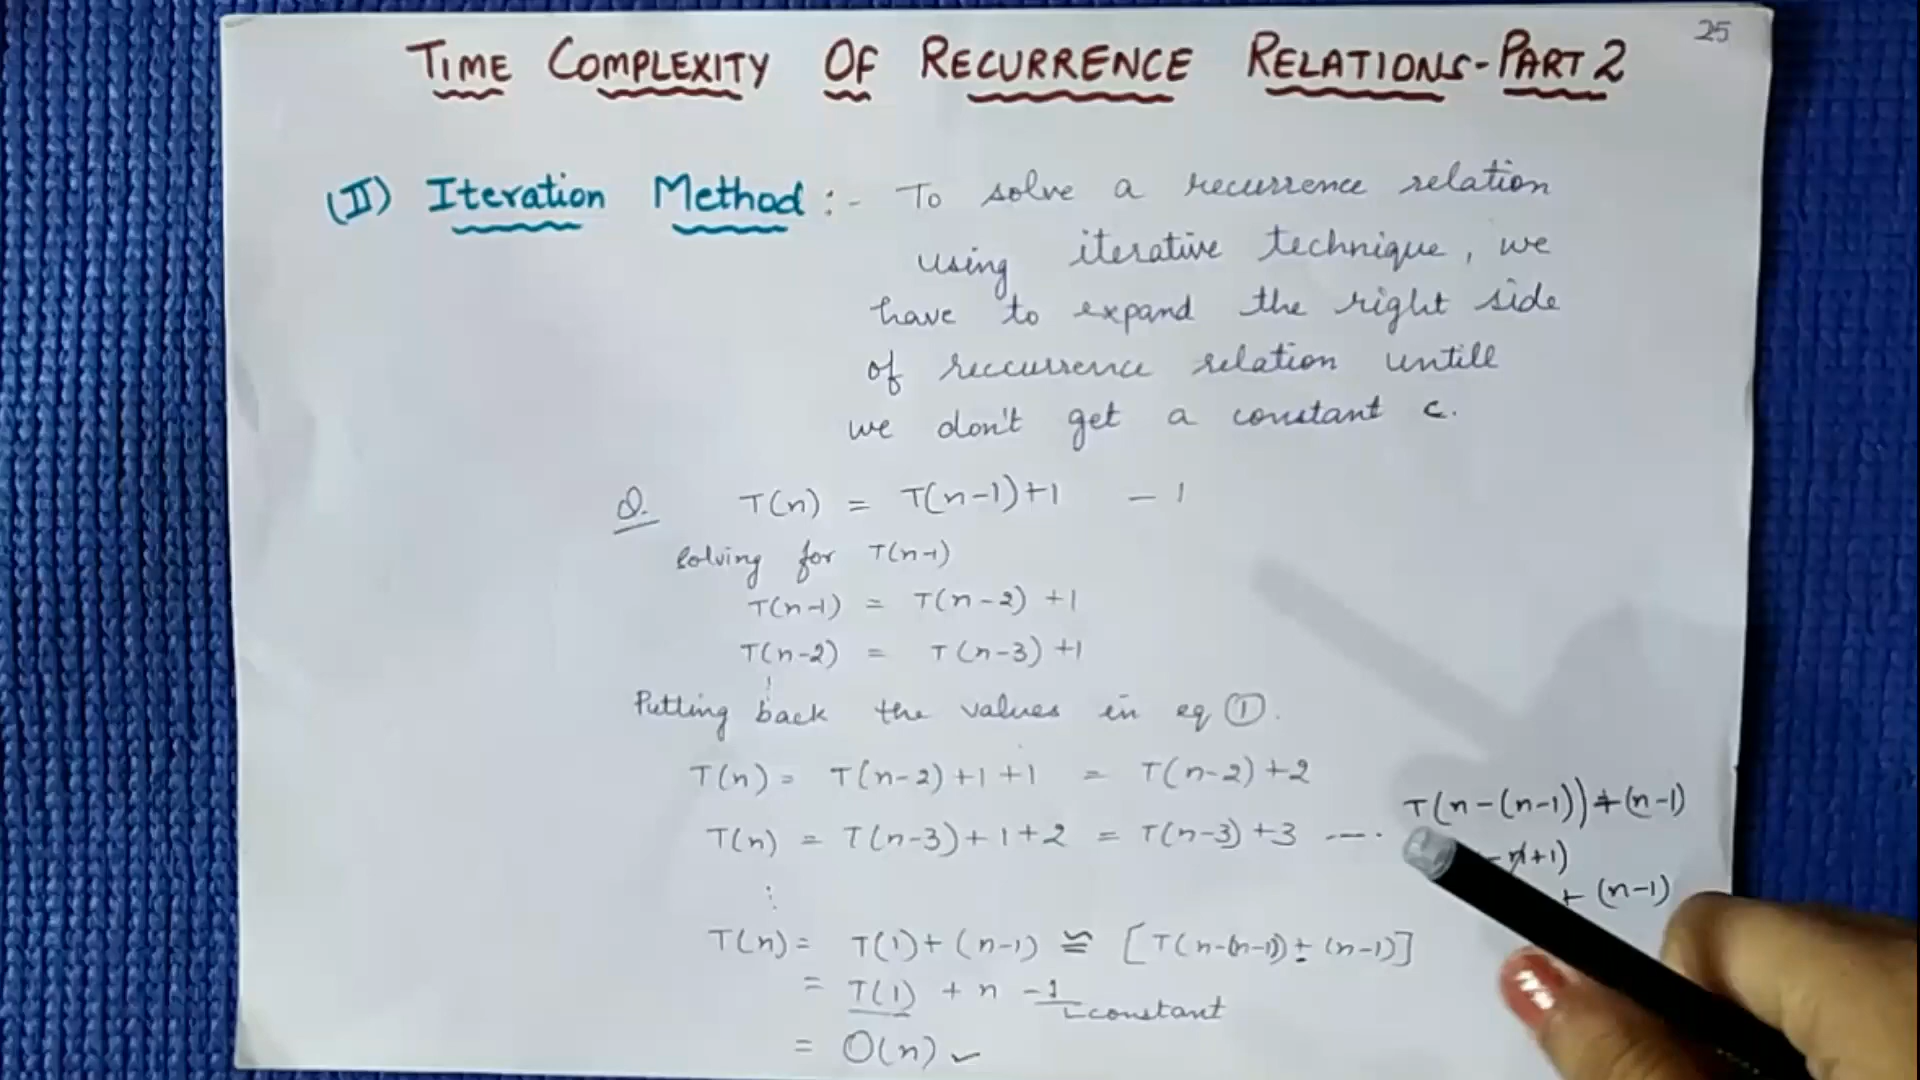 25
TIME COMPLEXITY OF RECURRENCE RELATIONS-PART 2
(II) Iteration Method :- To solve a recurrence relation
using iterative technique, we
have to expand the right side
of reccurrence relation untill
we don't get a constant c.
Q. T(n) = T(n-1)+1 - 1
Solving for T(n-1)
T(n-1) = T(n-2) +1
T(n-2) = T(n-3) +1
Putting back the values in eq ①.
T(n) = T(n-2)+1+1 = T(n-2)+2
T(n) = T(n-3)+1+2 = T(n-3)+3 ---.
T(n-(n-1))+(n-1)
-n+1)
+ (n-1)
T(n) = T(1)+(n-1) ≌ [T(n-(n-1))+(n-1)]
= T(1) + n -1
constant
= O(n) ✓